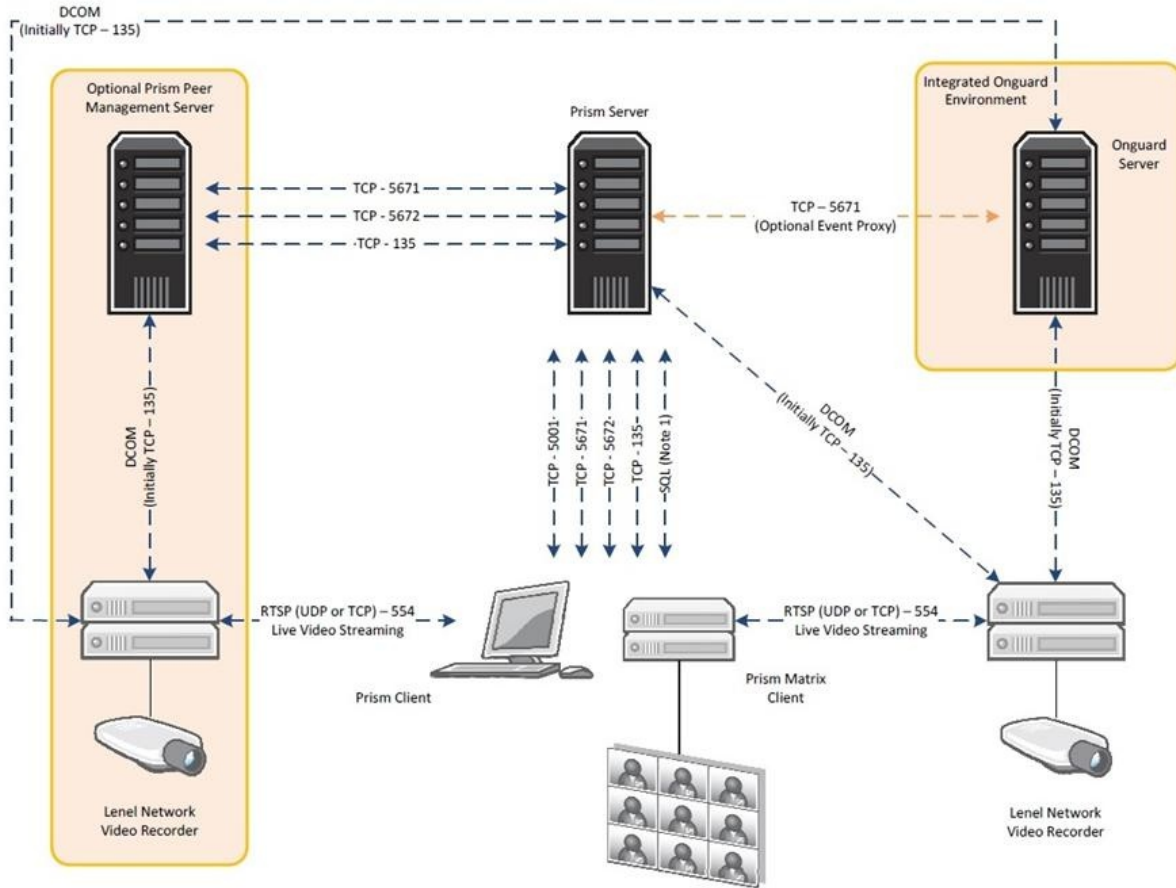 DCOM
(Initially TCP – 135)
Optional Prism Peer
Management Server
Prism Server
Integrated Onguard
Environment
Onguard
Server
TCP - 5671
TCP - 5672
TCP - 135
TCP – 5671
(Optional Event Proxy)
DCOM
(Initially TCP – 135)
TCP - 5001
TCP - 5671
TCP - 5672
TCP - 135
SQL (Note 1)
DCOM
(Initially TCP – 135)
DCOM
(Initially TCP – 135)
RTSP (UDP or TCP) – 554
Live Video Streaming
RTSP (UDP or TCP) – 554
Live Video Streaming
Prism Client
Prism Matrix
Client
Lenel Network
Video Recorder
Lenel Network
Video Recorder